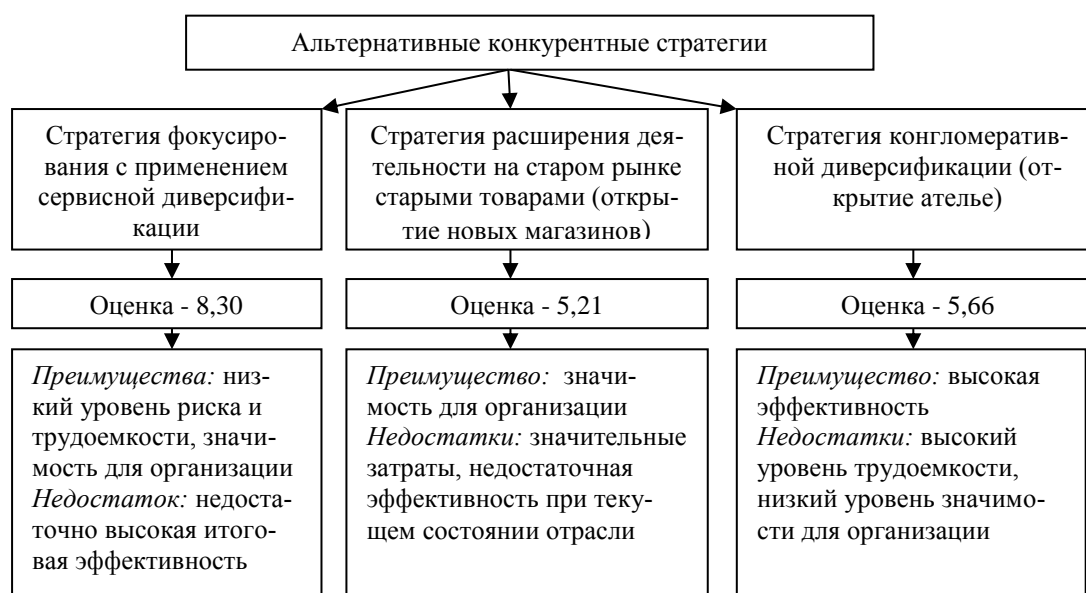 Альтернативные конкурентные стратегии
Стратегия фокусиро-
вания с применением
сервисной диверсифи-
кации
Стратегия расширения дея-
тельности на старом рынке
старыми товарами (откры-
тие новых магазинов)
Стратегия конгломератив-
ной диверсификации (от-
крытие ателье)
Оценка - 8,30
Оценка - 5,21
Оценка - 5,66
Преимущества: низ-
кий уровень риска и
трудоемкости, значи-
мость для организации
Недостаток: недоста-
точно высокая итого-
вая эффективность
Преимущество: значи-
мость для организации
Недостатки: значительные
затраты, недостаточная
эффективность при теку-
щем состоянии отрасли
Преимущество: высокая
эффективность
Недостатки: высокий
уровень трудоемкости,
низкий уровень значимо-
сти для организации